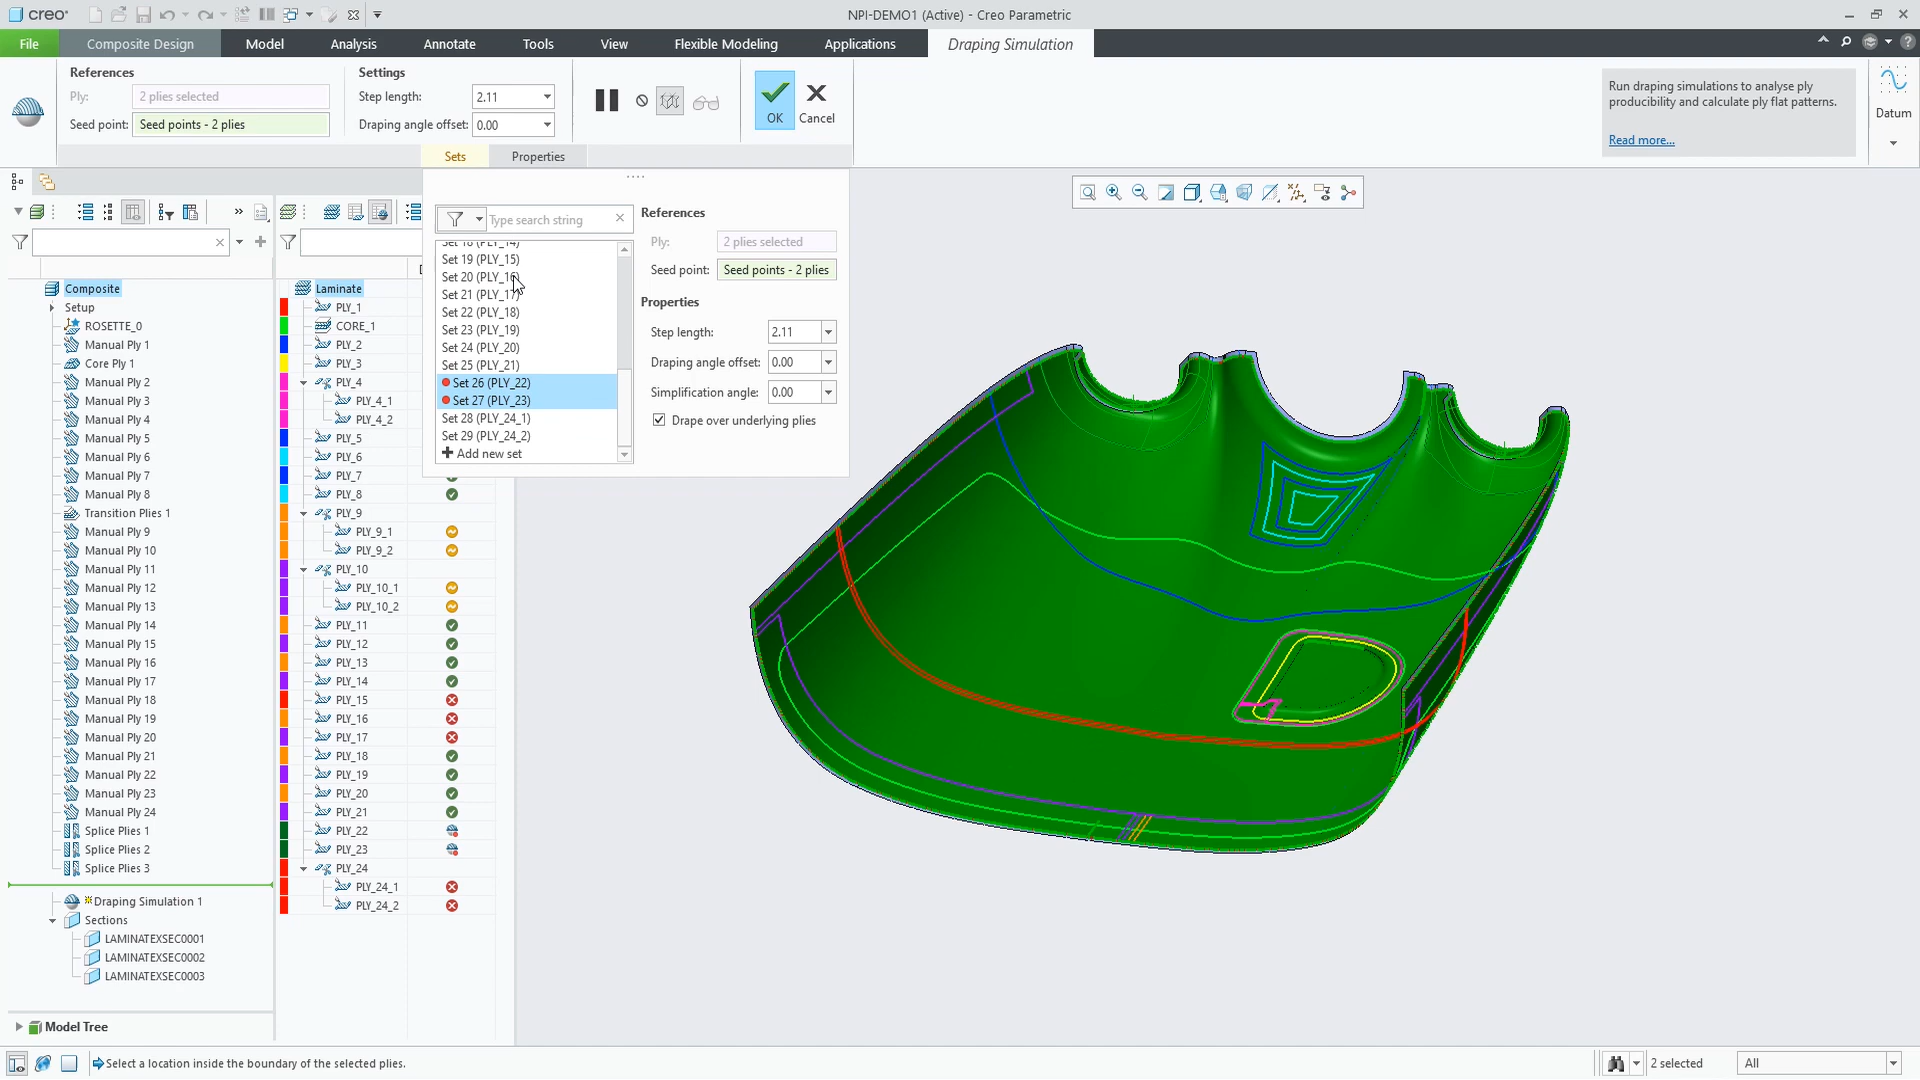 creo
NPI-DEMO1 (Active) - Creo Parametric
File
Composite Design
Model
Analysis
Annotate
Tools
View
Flexible Modeling
Applications
Draping Simulation
References
Ply: 2 plies selected
Seed point: Seed points - 2 plies
Settings
Step length: 2.11
Draping angle offset: 0.00
OK
Cancel
Run draping simulations to analyse ply
producibility and calculate ply flat patterns.
Read more...
Datum
Sets
Properties
Type search string
Set 18 (PLY_14)
Set 19 (PLY_15)
Set 20 (PLY_16)
Set 21 (PLY_17)
Set 22 (PLY_18)
Set 23 (PLY_19)
Set 24 (PLY_20)
Set 25 (PLY_21)
Set 26 (PLY_22)
Set 27 (PLY_23)
Set 28 (PLY_24_1)
Set 29 (PLY_24_2)
Add new set
References
Ply: 2 plies selected
Seed point: Seed points - 2 plies
Properties
Step length: 2.11
Draping angle offset: 0.00
Simplification angle: 0.00
Drape over underlying plies
Composite
Setup
ROSETTE_0
Manual Ply 1
Core Ply 1
Manual Ply 2
Manual Ply 3
Manual Ply 4
Manual Ply 5
Manual Ply 6
Manual Ply 7
Manual Ply 8
Transition Plies 1
Manual Ply 9
Manual Ply 10
Manual Ply 11
Manual Ply 12
Manual Ply 13
Manual Ply 14
Manual Ply 15
Manual Ply 16
Manual Ply 17
Manual Ply 18
Manual Ply 19
Manual Ply 20
Manual Ply 21
Manual Ply 22
Manual Ply 23
Manual Ply 24
Splice Plies 1
Splice Plies 2
Splice Plies 3
Draping Simulation 1
Sections
LAMINATEXSEC0001
LAMINATEXSEC0002
LAMINATEXSEC0003
Model Tree
Laminate
PLY_1
CORE_1
PLY_2
PLY_3
PLY_4
PLY_4_1
PLY_4_2
PLY_5
PLY_6
PLY_7
PLY_8
PLY_9
PLY_9_1
PLY_9_2
PLY_10
PLY_10_1
PLY_10_2
PLY_11
PLY_12
PLY_13
PLY_14
PLY_15
PLY_16
PLY_17
PLY_18
PLY_19
PLY_20
PLY_21
PLY_22
PLY_23
PLY_24
PLY_24_1
PLY_24_2
Select a location inside the boundary of the selected plies.
2 selected
All